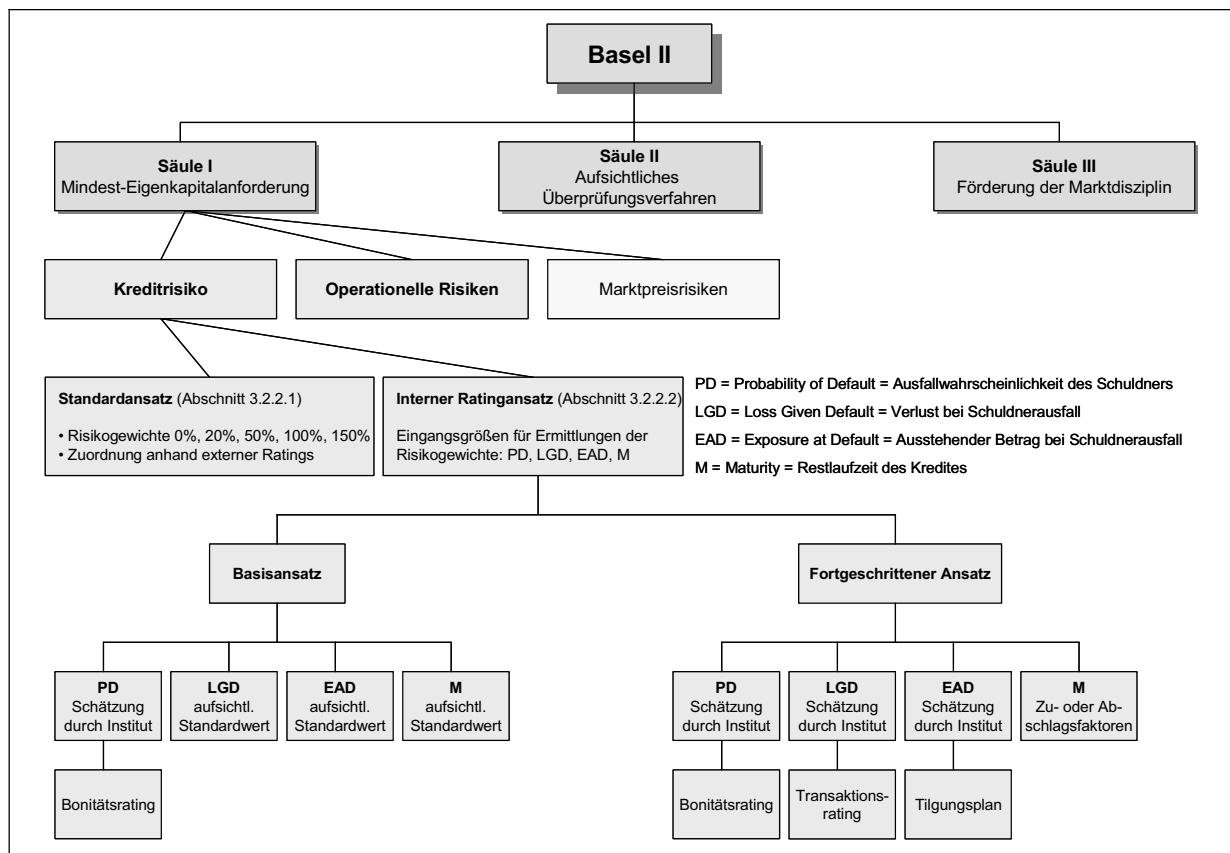 Basel II
Säule I
Mindest-Eigenkapitalanforderung
Säule II
Aufsichtliches
Überprüfungsverfahren
Säule III
Förderung der Marktdisziplin
Kreditrisiko
Operationelle Risiken
Marktpreisrisiken
Standardansatz (Abschnitt 3.2.2.1)
• Risikogewichte 0%, 20%, 50%, 100%, 150%
• Zuordnung anhand externer Ratings
Interner Ratingansatz (Abschnitt 3.2.2.2)
Eingangsgrößen für Ermittlungen der
Risikogewichte: PD, LGD, EAD, M
PD = Probability of Default = Ausfallwahrscheinlichkeit des Schuldners
LGD = Loss Given Default = Verlust bei Schuldnerausfall
EAD = Exposure at Default = Ausstehender Betrag bei Schuldnerausfall
M = Maturity = Restlaufzeit des Kredites
Basisansatz
Fortgeschrittener Ansatz
PD
Schätzung
durch Institut
LGD
aufsichtl.
Standardwert
EAD
aufsichtl.
Standardwert
M
aufsichtl.
Standardwert
PD
Schätzung
durch Institut
LGD
Schätzung
durch Institut
EAD
Schätzung
durch Institut
M
Zu- oder Ab-
schlagsfaktoren
Bonitätsrating
Bonitätsrating
Transaktions-
rating
Tilgungsplan